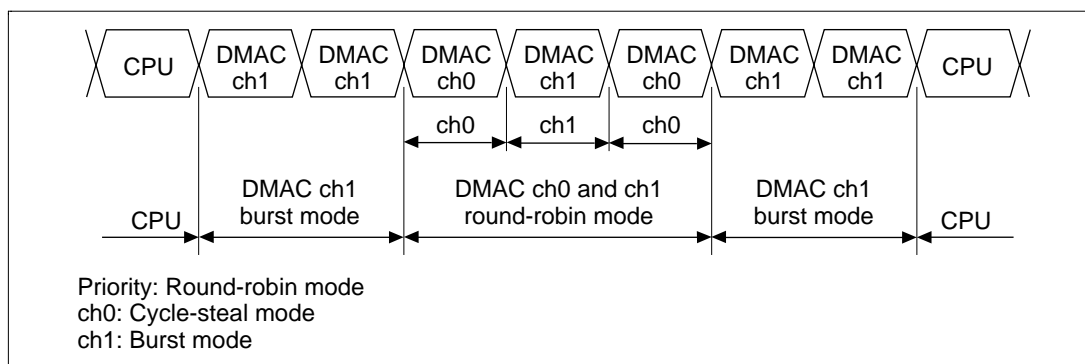 CPU DMAC ch1 DMAC ch1 DMAC ch0 DMAC ch1 DMAC ch0 DMAC ch1 DMAC ch1 CPU
ch0 ch1 ch0
DMAC ch1 burst mode DMAC ch0 and ch1 round-robin mode DMAC ch1 burst mode
CPU CPU
Priority: Round-robin mode
ch0: Cycle-steal mode
ch1: Burst mode